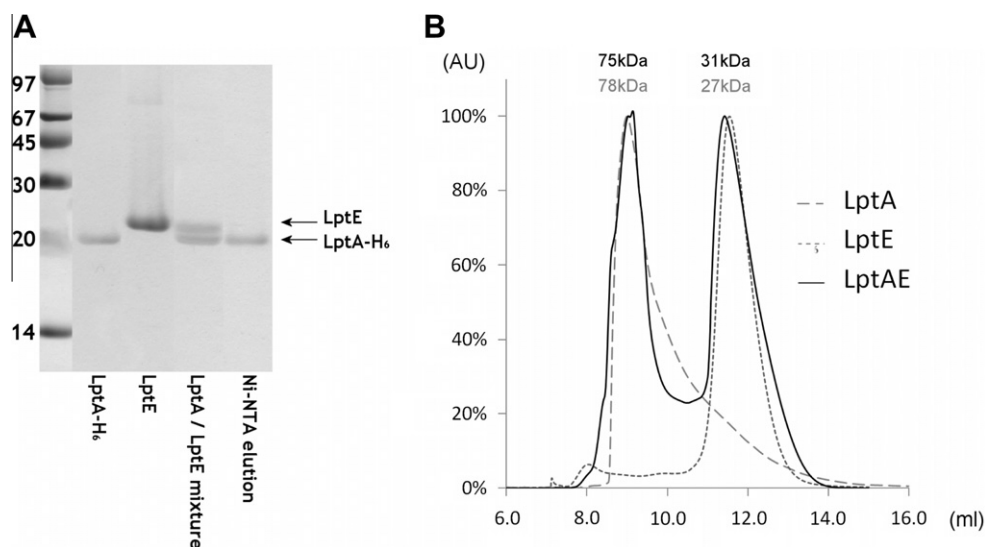 A
97
67
45
30
20
14
LptE
LptA-H₆
LptA-H₆
LptE
LptA / LptE mixture
Ni-NTA elution
B
(AU)
75kDa
31kDa
78kDa
27kDa
100%
80%
60%
40%
20%
0%
LptA
LptE
LptAE
6.0
8.0
10.0
12.0
14.0
16.0
(ml)